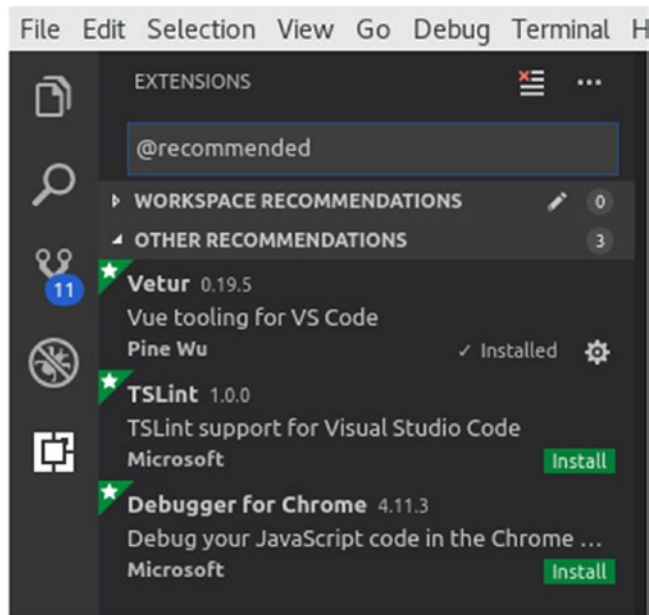 File Edit Selection View Go Debug Terminal H
EXTENSIONS
@recommended
WORKSPACE RECOMMENDATIONS 0
OTHER RECOMMENDATIONS 3
11
Vetur 0.19.5
Vue tooling for VS Code
Pine Wu ✓ Installed
TSLint 1.0.0
TSLint support for Visual Studio Code
Microsoft Install
Debugger for Chrome 4.11.3
Debug your JavaScript code in the Chrome ...
Microsoft Install